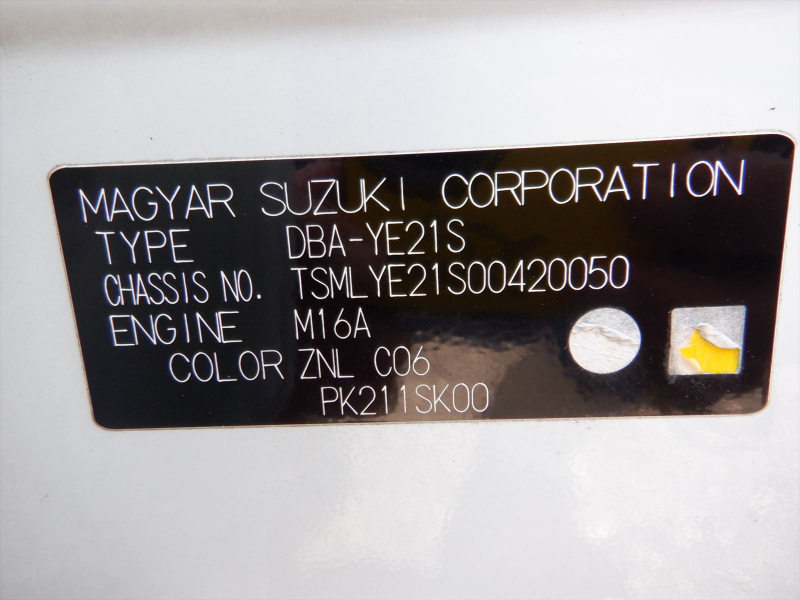 MAGYAR SUZUKI CORPORATION
TYPE DBA-YE21S
CHASSIS NO. TSMLYE21S00420050
ENGINE M16A
COLOR ZNL C06
PK211SK00